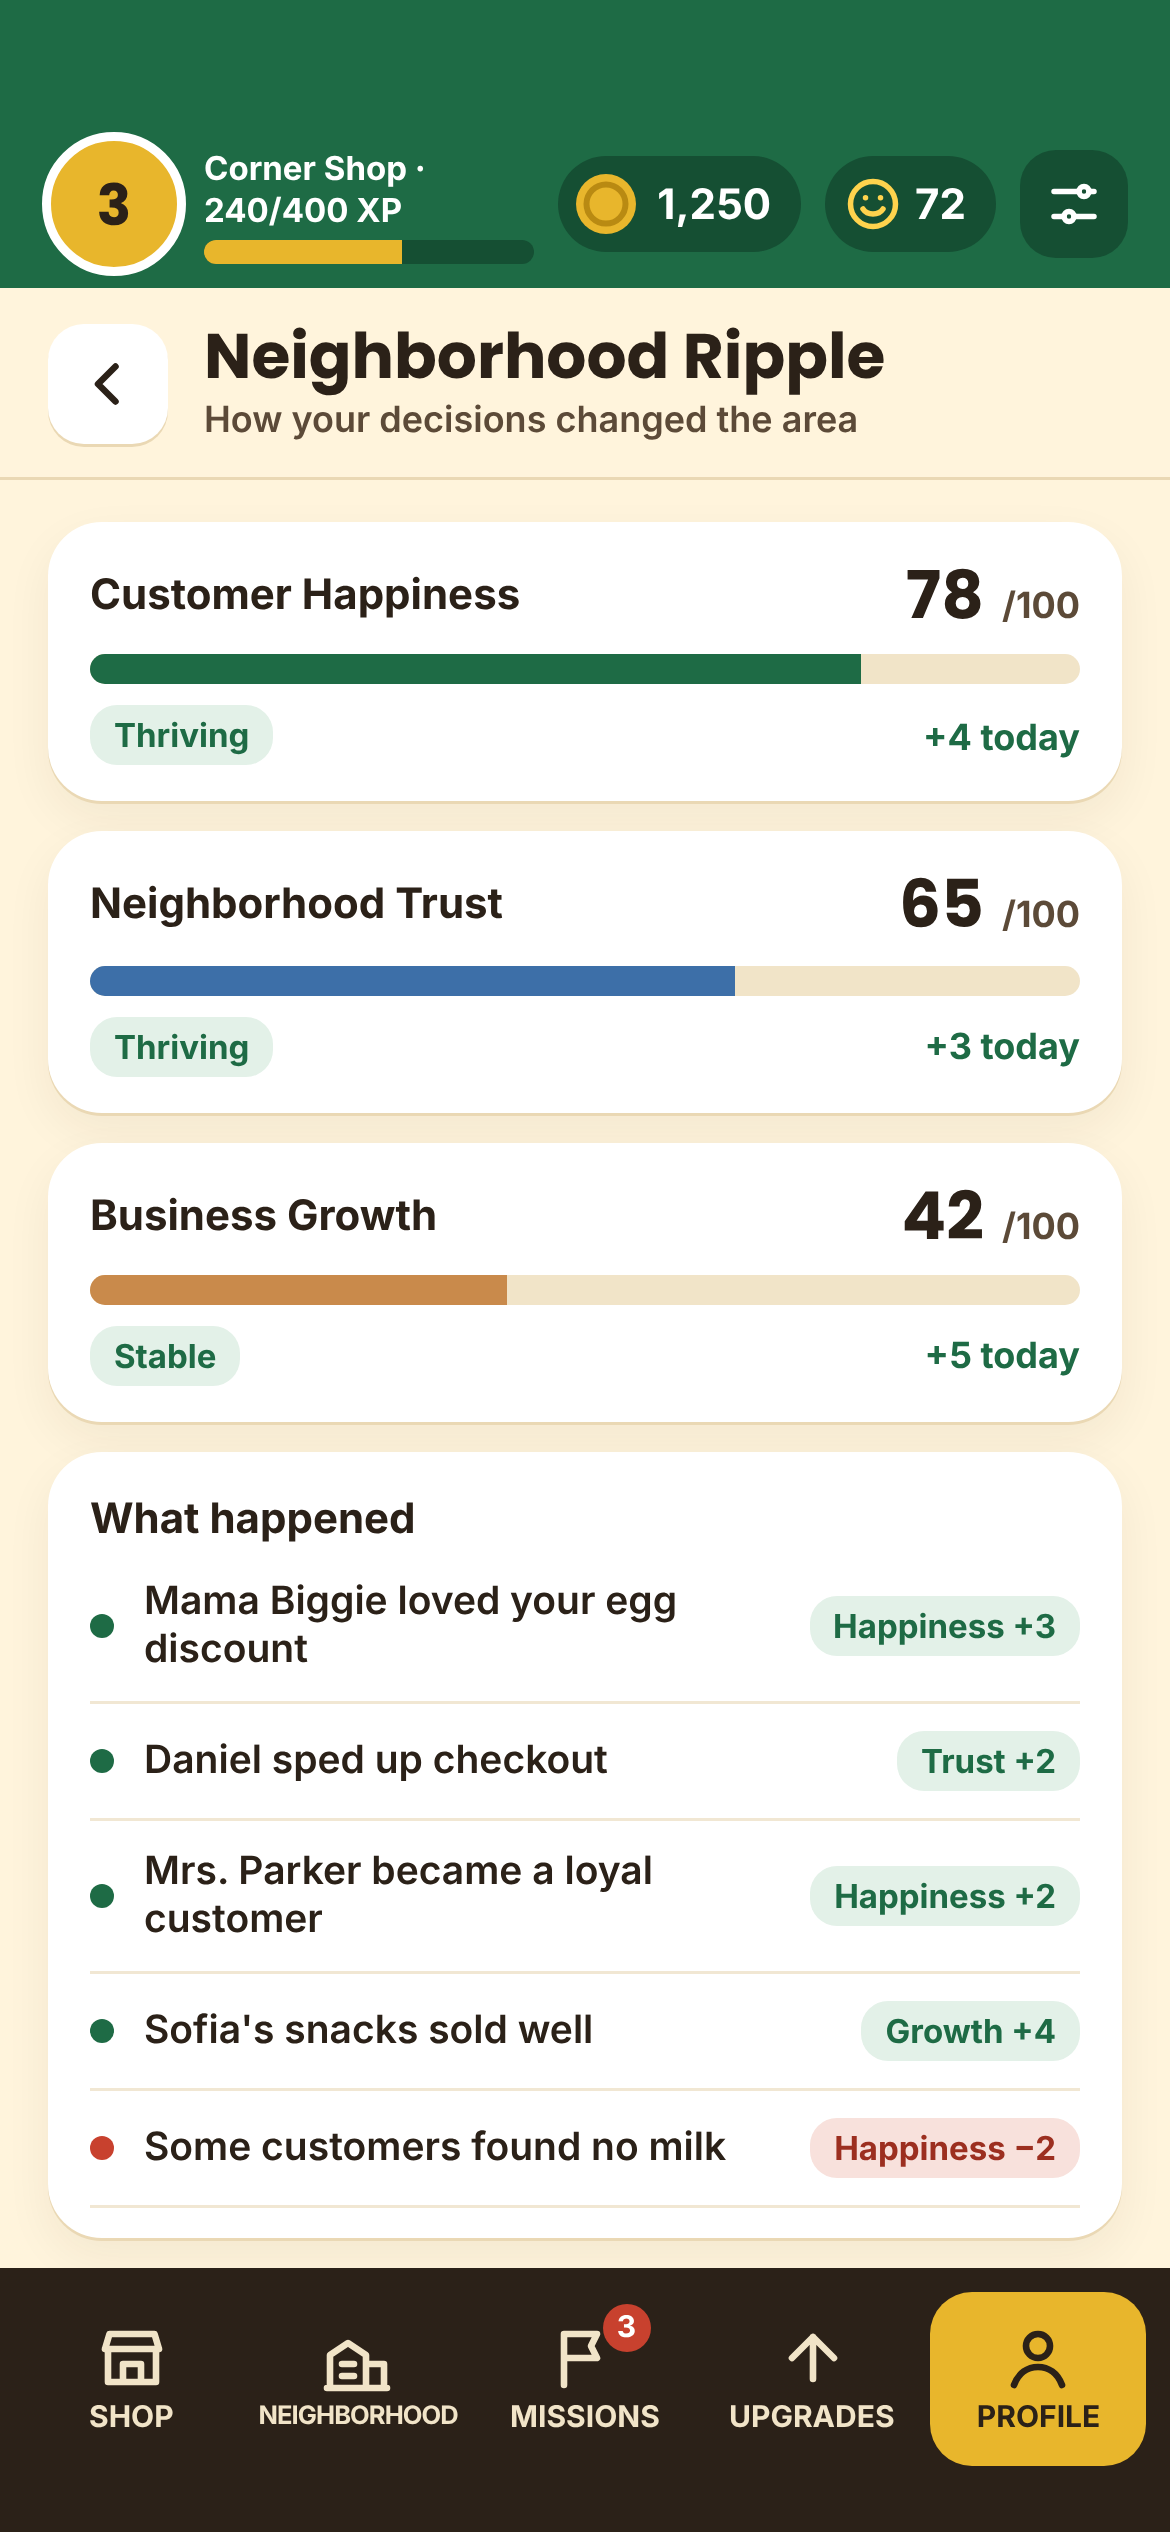 3
Corner Shop ·
240/400 XP
1,250
72
Neighborhood Ripple
How your decisions changed the area
Customer Happiness
78 /100
Thriving
+4 today
Neighborhood Trust
65 /100
Thriving
+3 today
Business Growth
42 /100
Stable
+5 today
What happened
Mama Biggie loved your egg
discount
Happiness +3
Daniel sped up checkout
Trust +2
Mrs. Parker became a loyal
customer
Happiness +2
Sofia's snacks sold well
Growth +4
Some customers found no milk
Happiness −2
SHOP
NEIGHBORHOOD
3
MISSIONS
UPGRADES
PROFILE